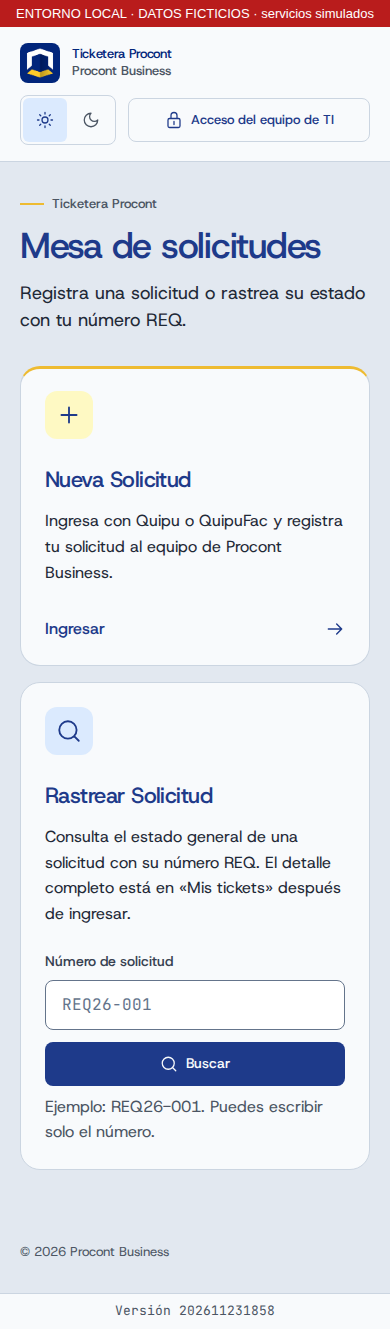 ENTORNO LOCAL · DATOS FICTICIOS · servicios simulados
Ticketera Procont
Procont Business
Acceso del equipo de TI
Ticketera Procont
Mesa de solicitudes
Registra una solicitud o rastrea su estado
con tu número REQ.
Nueva Solicitud
Ingresa con Quipu o QuipuFac y registra
tu solicitud al equipo de Procont
Business.
Ingresar
Rastrear Solicitud
Consulta el estado general de una
solicitud con su número REQ. El detalle
completo está en «Mis tickets» después
de ingresar.
Número de solicitud
REQ26-001
Buscar
Ejemplo: REQ26-001. Puedes escribir
solo el número.
© 2026 Procont Business
Versión 202611231858